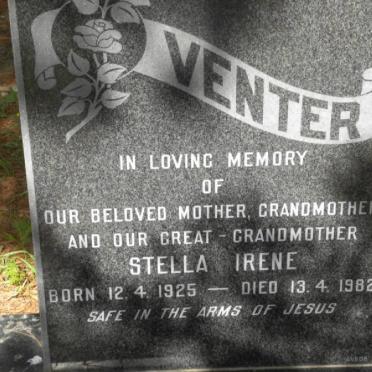 VENTER
IN LOVING MEMORY
OF
OUR BELOVED MOTHER, GRANDMOTHER
AND OUR GREAT - GRANDMOTHER
STELLA IRENE
BORN 12. 4. 1925 — DIED 13. 4. 1982
SAFE IN THE ARMS OF JESUS